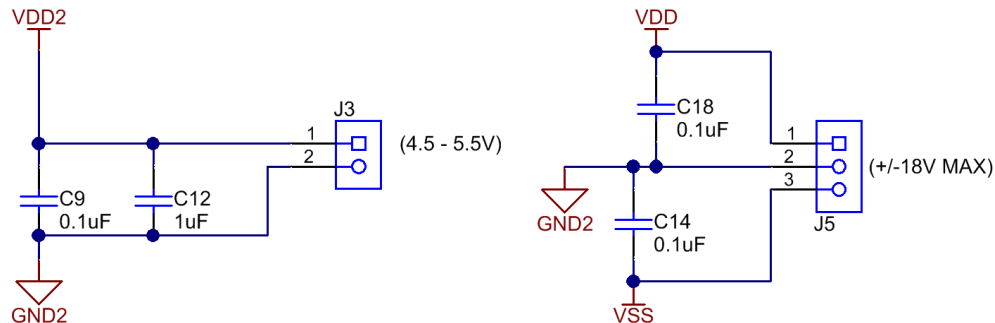 VDD2
J3
1
2
(4.5 - 5.5V)
C9
0.1uF
C12
1uF
GND2
VDD
C18
0.1uF
1
2
3
(+/-18V MAX)
J5
GND2
C14
0.1uF
VSS